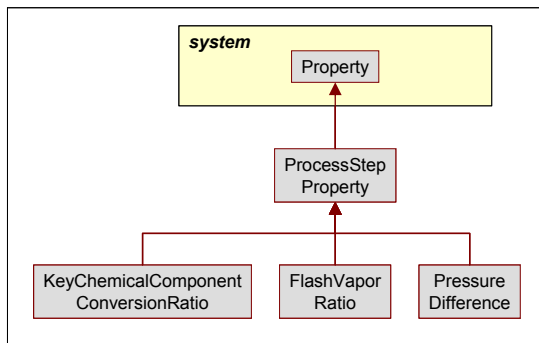 system
Property
ProcessStep
Property
KeyChemicalComponent
ConversionRatio
FlashVapor
Ratio
Pressure
Difference